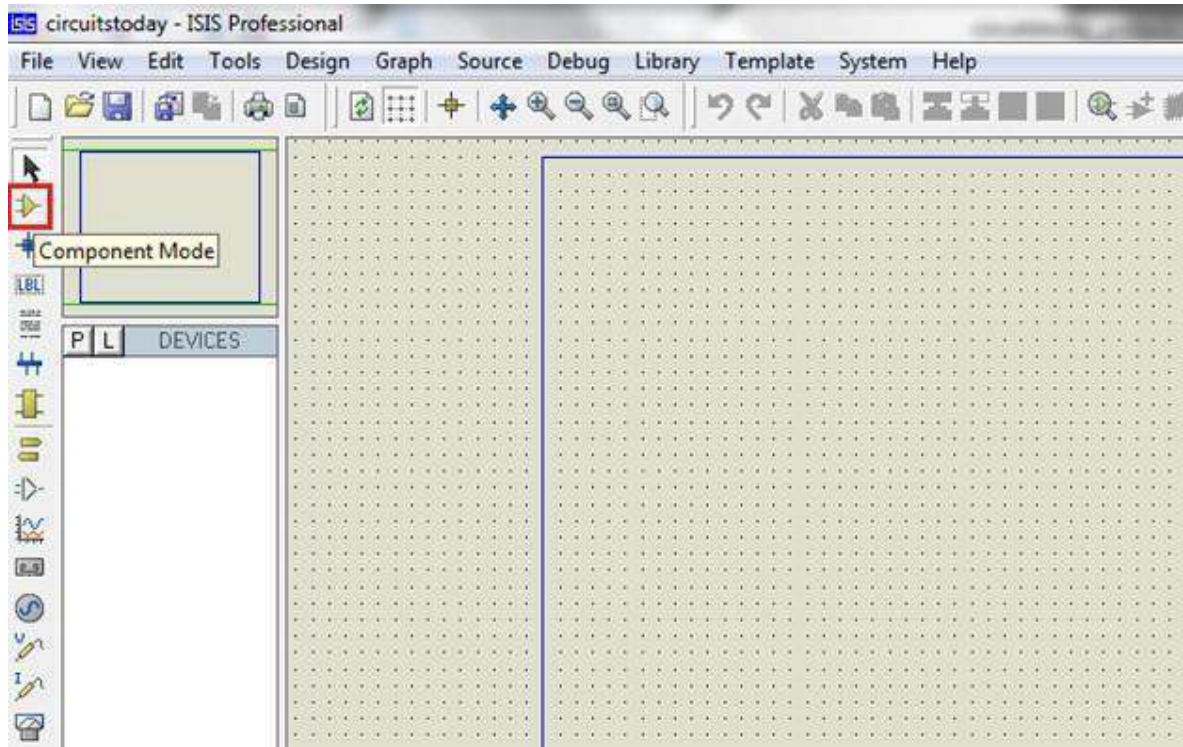 ISIS circuitstoday - ISIS Professional
File View Edit Tools Design Graph Source Debug Library Template System Help
Component Mode
LBL
P L DEVICES
V
I